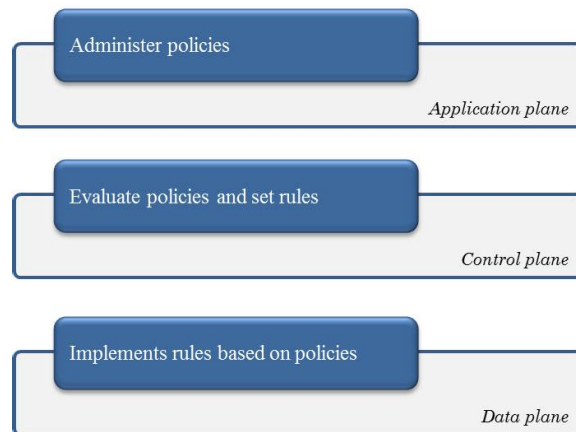 Administer policies
Application plane
Evaluate policies and set rules
Control plane
Implements rules based on policies
Data plane